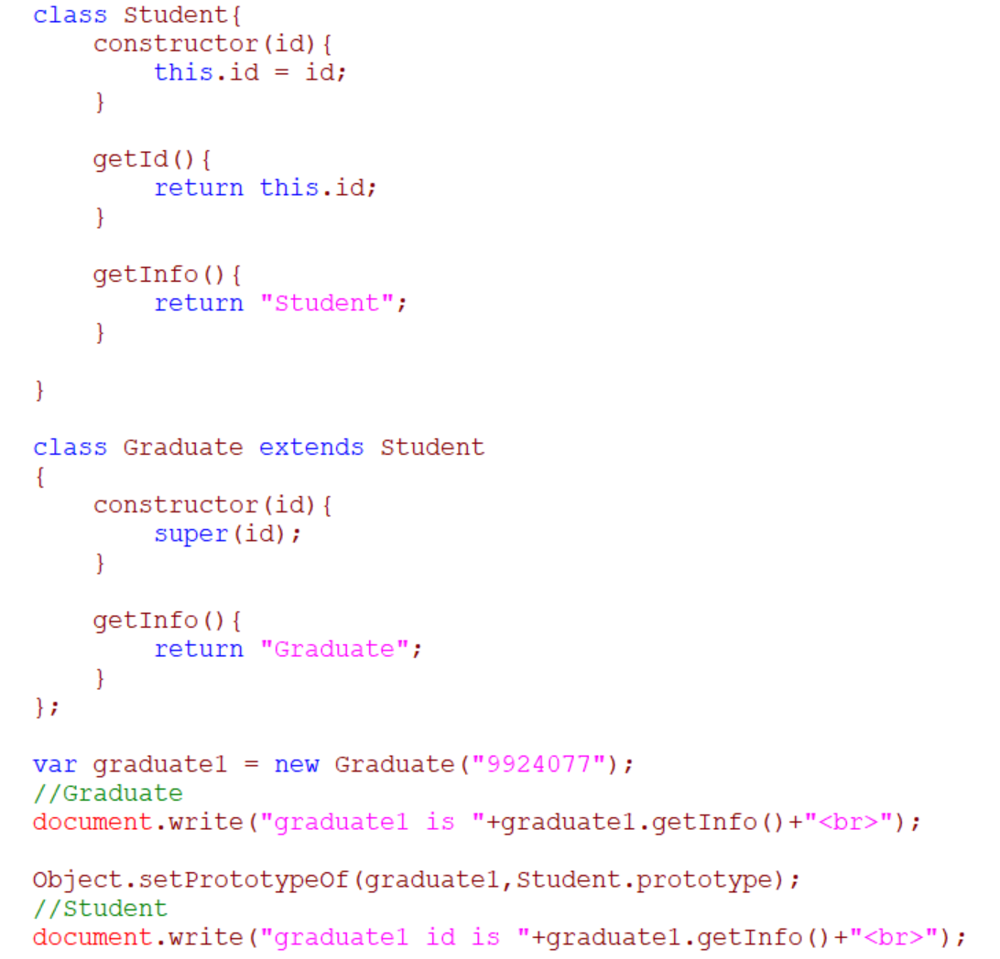 class Student{
    constructor(id){
        this.id = id;
    }

    getId(){
        return this.id;
    }

    getInfo(){
        return "Student";
    }

}

class Graduate extends Student
{
    constructor(id){
        super(id);
    }

    getInfo(){
        return "Graduate";
    }
};

var graduate1 = new Graduate("9924077");
//Graduate
document.write("graduate1 is "+graduate1.getInfo()+"<br>");

Object.setPrototypeOf(graduate1,Student.prototype);
//Student
document.write("graduate1 id is "+graduate1.getInfo()+"<br>");